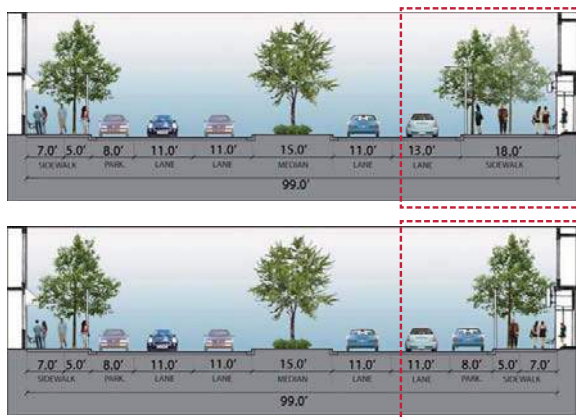 7.0' 5.0' 8.0' 11.0' 11.0' 15.0' 11.0' 13.0' 18.0'
SIDEWALK PARK. LANE LANE MEDIAN LANE LANE SIDEWALK
99.0'
7.0' 5.0' 8.0' 11.0' 11.0' 15.0' 11.0' 11.0' 8.0' 5.0' 7.0'
SIDEWALK PARK. LANE LANE MEDIAN LANE LANE PARK. SIDEWALK
99.0'